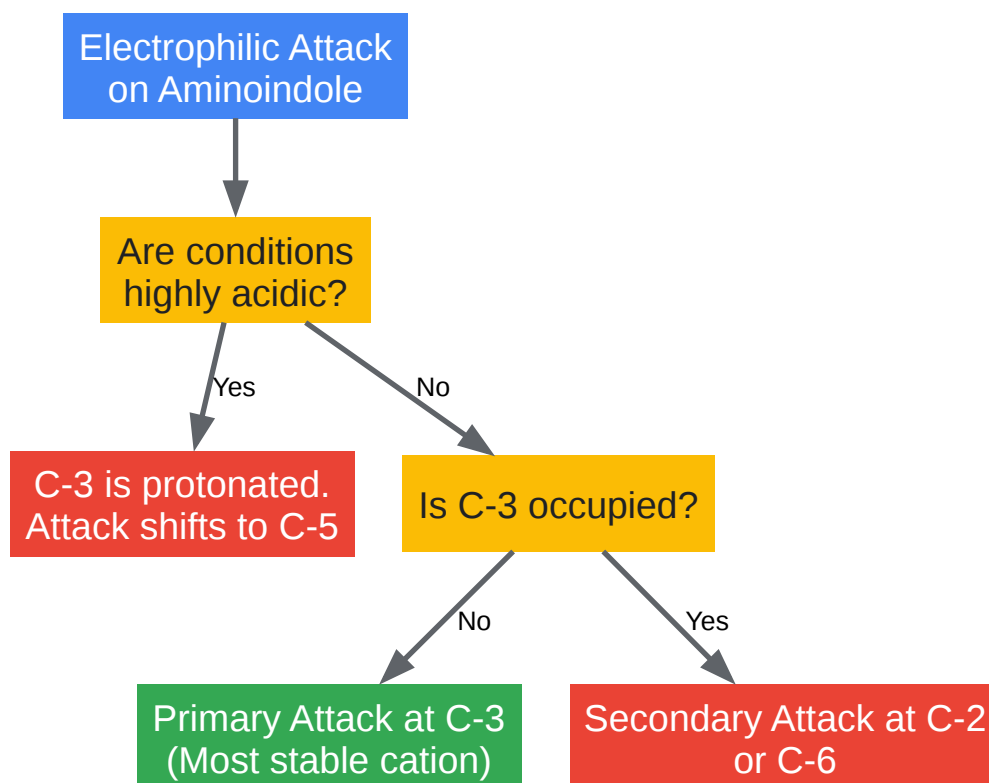 Electrophilic Attack
on Aminoindole
Are conditions
highly acidic?
Yes
No
C-3 is protonated.
Attack shifts to C-5
Is C-3 occupied?
No
Yes
Primary Attack at C-3
(Most stable cation)
Secondary Attack at C-2
or C-6